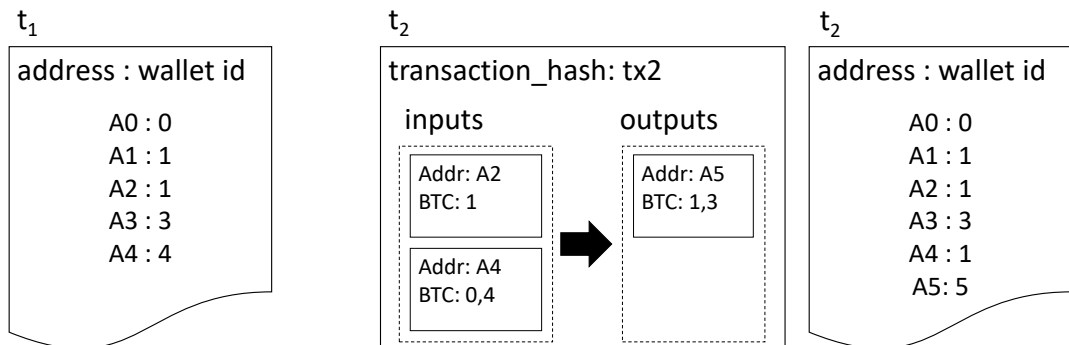 t₁
address : wallet id
A0 : 0
A1 : 1
A2 : 1
A3 : 3
A4 : 4
t₂
transaction_hash: tx2
inputs
Addr: A2
BTC: 1
Addr: A4
BTC: 0,4
outputs
Addr: A5
BTC: 1,3
t₂
address : wallet id
A0 : 0
A1 : 1
A2 : 1
A3 : 3
A4 : 1
A5: 5